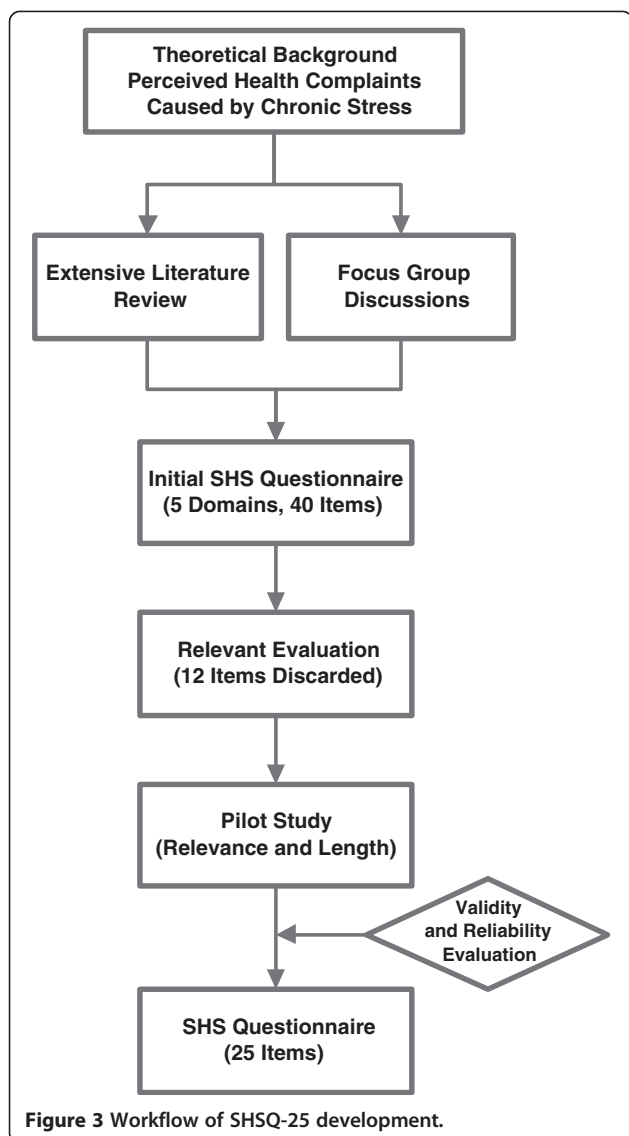 Theoretical Background
Perceived Health Complaints
Caused by Chronic Stress
Extensive Literature
Review
Focus Group
Discussions
Initial SHS Questionnaire
(5 Domains, 40 Items)
Relevant Evaluation
(12 Items Discarded)
Pilot Study
(Relevance and Length)
Validity
and Reliability
Evaluation
SHS Questionnaire
(25 Items)
Figure 3 Workflow of SHSQ-25 development.